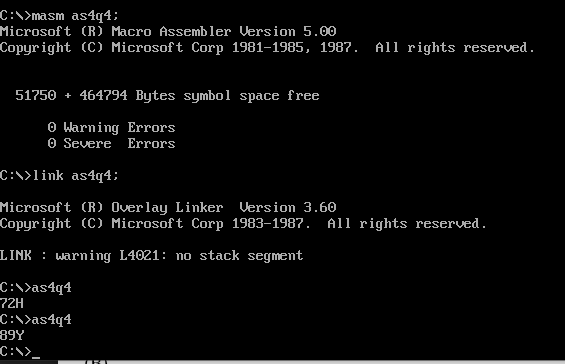 C:\>masm as4q4;
Microsoft (R) Macro Assembler Version 5.00
Copyright (C) Microsoft Corp 1981-1985, 1987.  All rights reserved.
51750 + 464794 Bytes symbol space free
0 Warning Errors
0 Severe  Errors
C:\>link as4q4;
Microsoft (R) Overlay Linker  Version 3.60
Copyright (C) Microsoft Corp 1983-1987.  All rights reserved.
LINK : warning L4021: no stack segment
C:\>as4q4
72H
C:\>as4q4
89Y
C:\>_